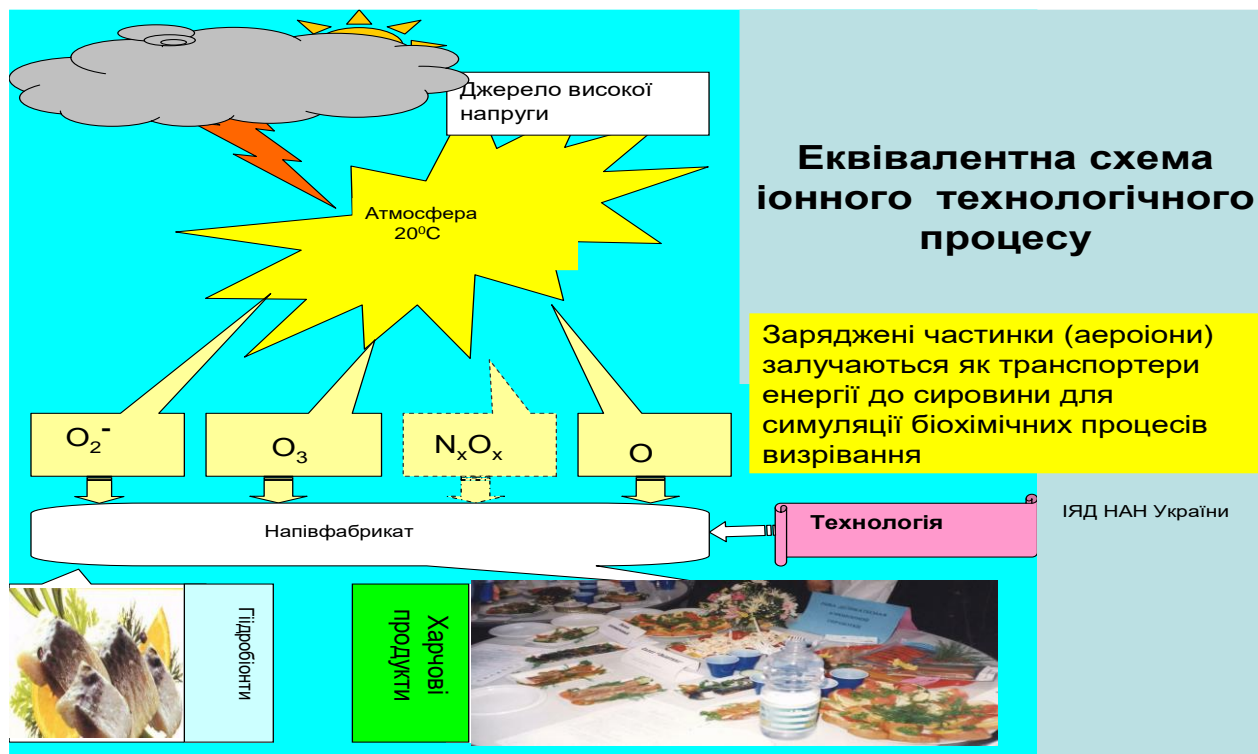 Джерело високої
напруги
Атмосфера
20⁰С
Еквівалентна схема
іонного технологічного
процесу
Заряджені частинки (аероіони)
залучаються як транспортери
енергії до сировини для
симуляції біохімічних процесів
визрівання
O₂⁻
O₃
NₓOₓ
O
Напівфабрикат
Технологія
ІЯД НАН України
Гіідробіонти
Харчові
продукти